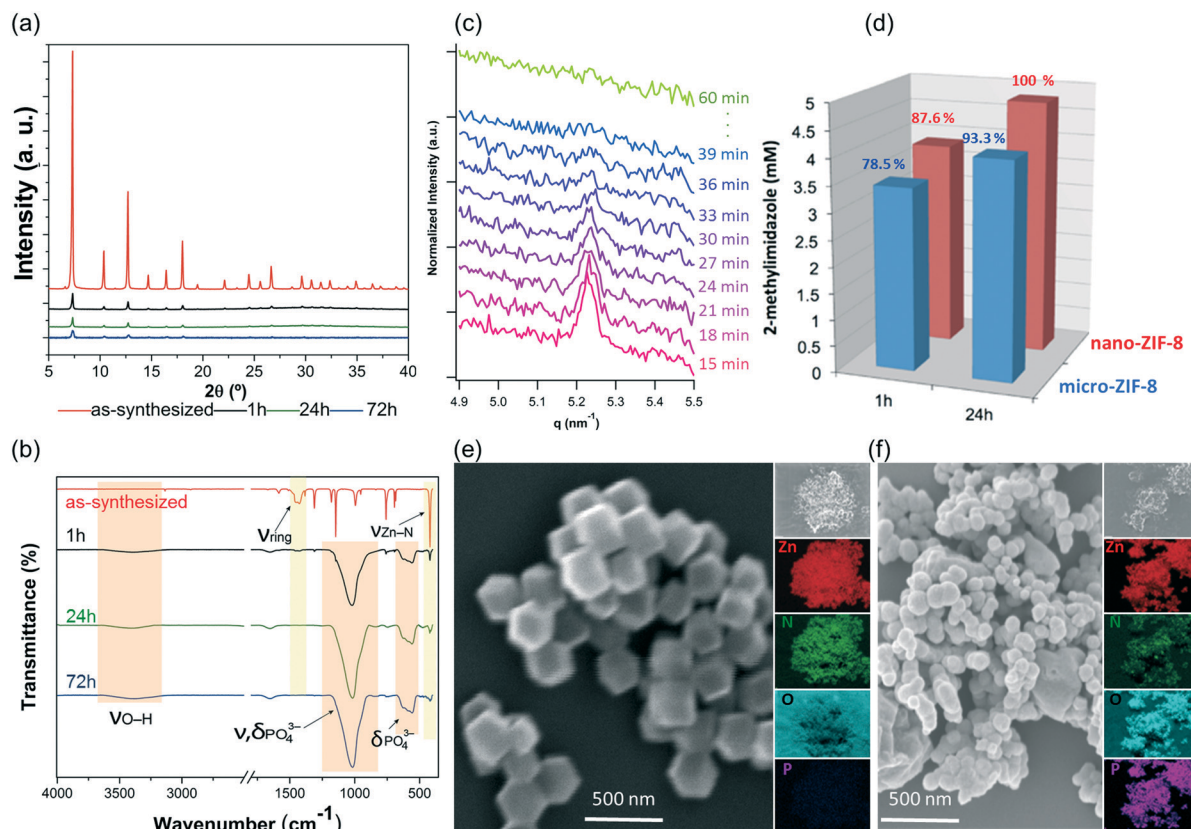 (a)
Intensity (a. u.)
5 10 15 20 25 30 35 40
2θ (º)
as-synthesized 1h 24h 72h
(c)
Normalized Intensity (a.u.)
60 min
39 min
36 min
33 min
30 min
27 min
24 min
21 min
18 min
15 min
4.9 5.0 5.1 5.2 5.3 5.4 5.5
q (nm⁻¹)
(d)
2-methylimidazole (mM)
5
4.5
4
3.5
3
2.5
2
1.5
1
0.5
0
78.5 %
87.6 %
93.3 %
100 %
nano-ZIF-8
micro-ZIF-8
1h
24h
(b)
Transmittance (%)
as-synthesized
1h
24h
72h
νring
νZn–N
νO–H
ν,δPO₄³⁻
δPO₄³⁻
4000 3000 1500 1000 500
Wavenumber (cm⁻¹)
(e)
500 nm
Zn
N
O
P
(f)
500 nm
Zn
N
O
P